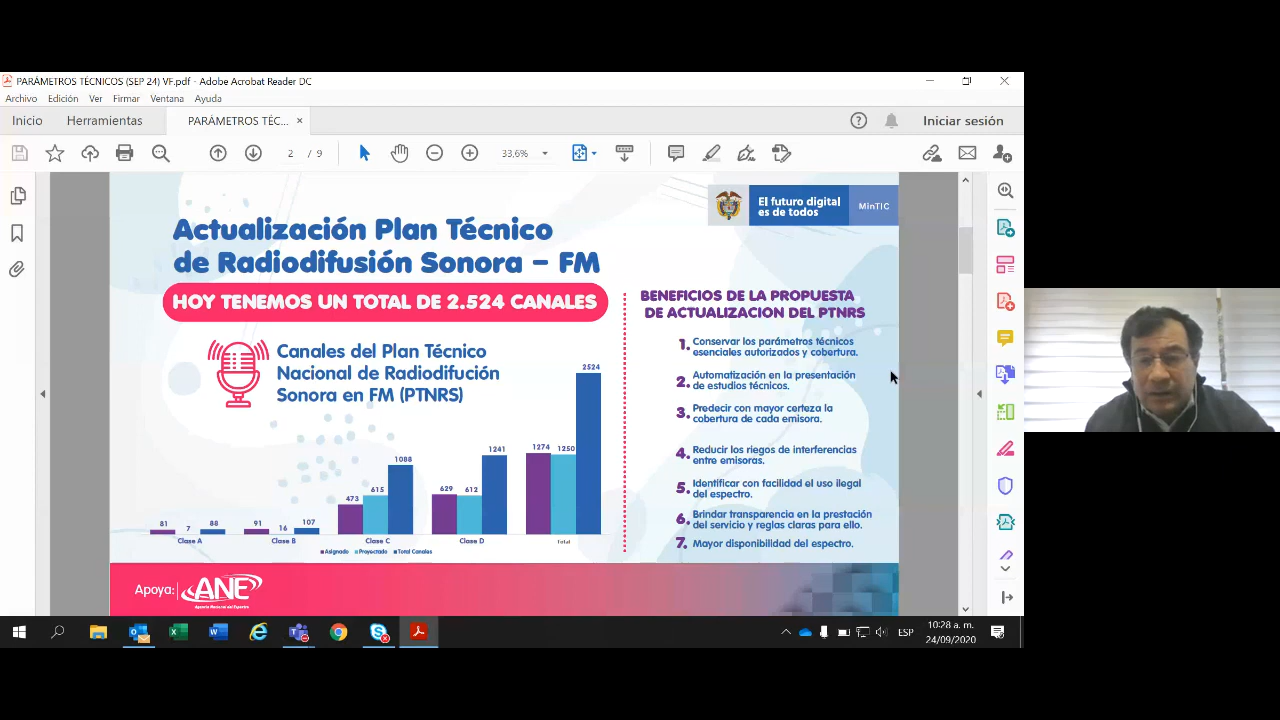 PARÁMETROS TÉCNICOS (SEP 24) VF.pdf - Adobe Acrobat Reader DC
Archivo Edición Ver Firmar Ventana Ayuda
Inicio Herramientas PARÁMETROS TÉC... × Iniciar sesión
2 / 9 33,6%
El futuro digital
es de todos
MinTIC
Actualización Plan Técnico
de Radiodifusión Sonora – FM
HOY TENEMOS UN TOTAL DE 2.524 CANALES
Canales del Plan Técnico
Nacional de Radiodifución
Sonora en FM (PTNRS)
2524
1274 1250
1241
1088
629 612
615
473
81 7 88
91 16 107
Clase A Clase B Clase C Clase D Total
Asignado Proyectado Total Canales
BENEFICIOS DE LA PROPUESTA
DE ACTUALIZACION DEL PTNRS
1. Conservar los parámetros técnicos
esenciales autorizados y cobertura.
2. Automatización en la presentación
de estudios técnicos.
3. Predecir con mayor certeza la
cobertura de cada emisora.
4. Reducir los riegos de interferencias
entre emisoras.
5. Identificar con facilidad el uso ilegal
del espectro.
6. Brindar transparencia en la prestación
del servicio y reglas claras para ello.
7. Mayor disponibilidad del espectro.
Apoya: ANE
Agencia Nacional del Espectro
ESP
10:28 a. m.
24/09/2020